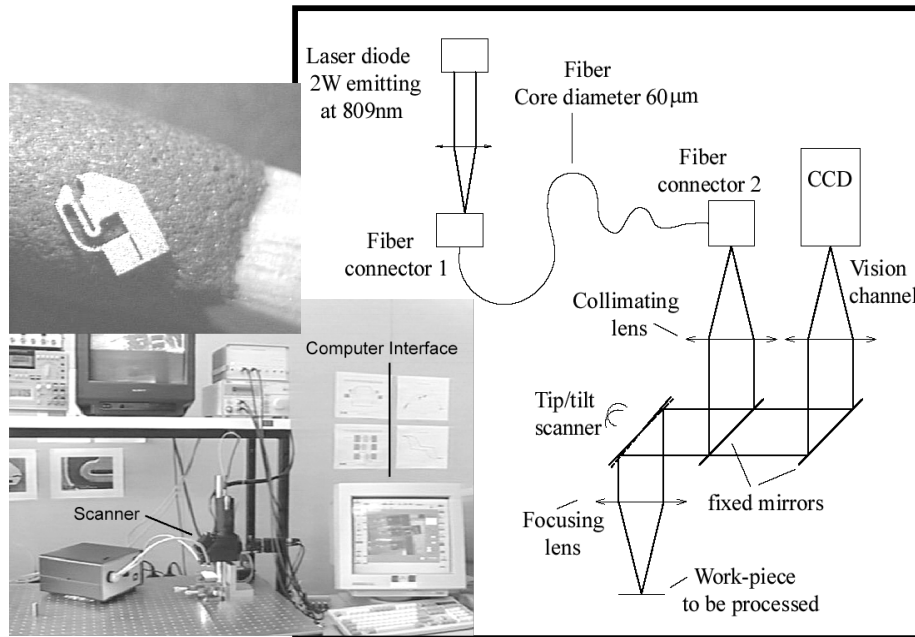 Laser diode
2W emitting
at 809nm
Fiber
Core diameter 60μm
Fiber
connector 2
CCD
Fiber
connector 1
Vision
channel
Collimating
lens
Computer Interface
Tip/tilt
scanner
fixed mirrors
Scanner
Focusing
lens
Work-piece
to be processed